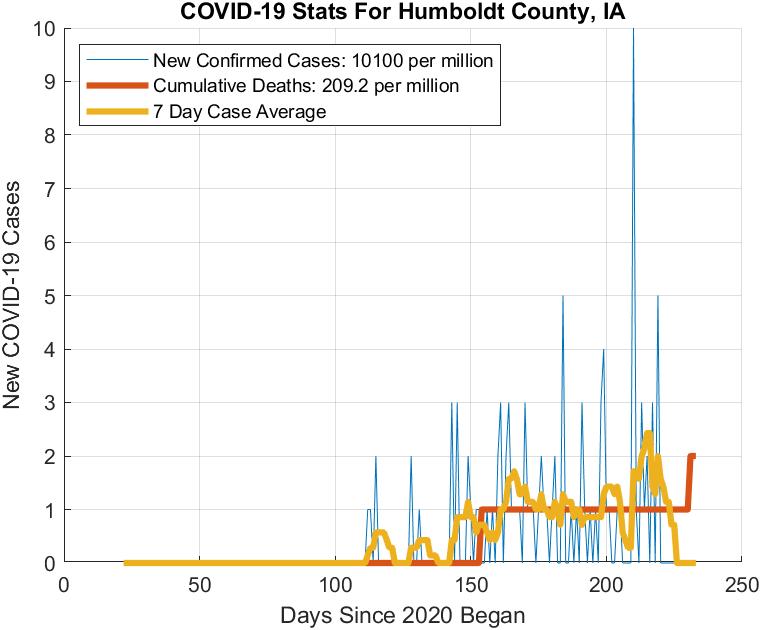 COVID-19 Stats For Humboldt County, IA
New Confirmed Cases: 10100 per million
Cumulative Deaths: 209.2 per million
7 Day Case Average
New COVID-19 Cases
10
9
8
7
6
5
4
3
2
1
0
0 50 100 150 200 250
Days Since 2020 Began